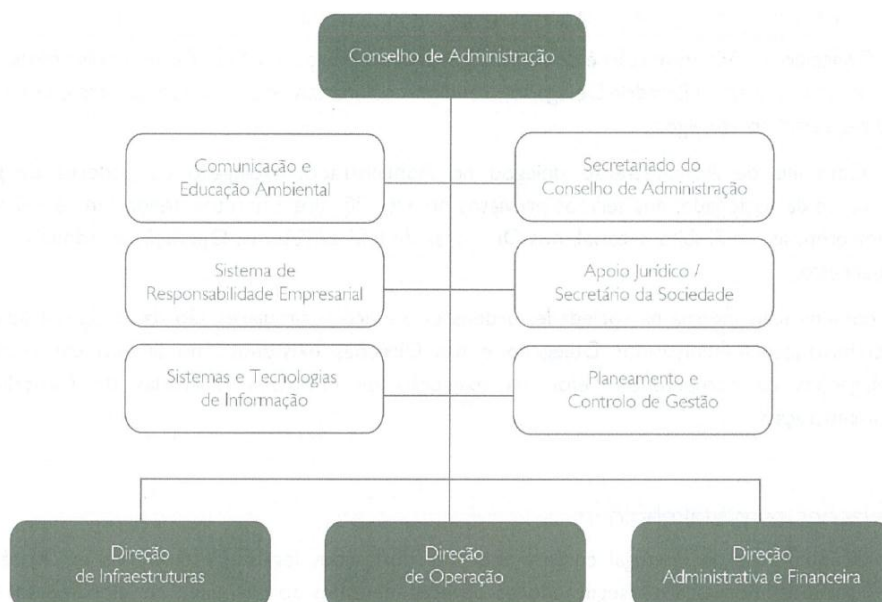 Conselho de Administração
Comunicação e
Educação Ambiental
Secretariado do
Conselho de Administração
Sistema de
Responsabilidade Empresarial
Apoio Jurídico /
Secretário da Sociedade
Sistemas e Tecnologias
de Informação
Planeamento e
Controlo de Gestão
Direção
de Infraestruturas
Direção
de Operação
Direção
Administrativa e Financeira